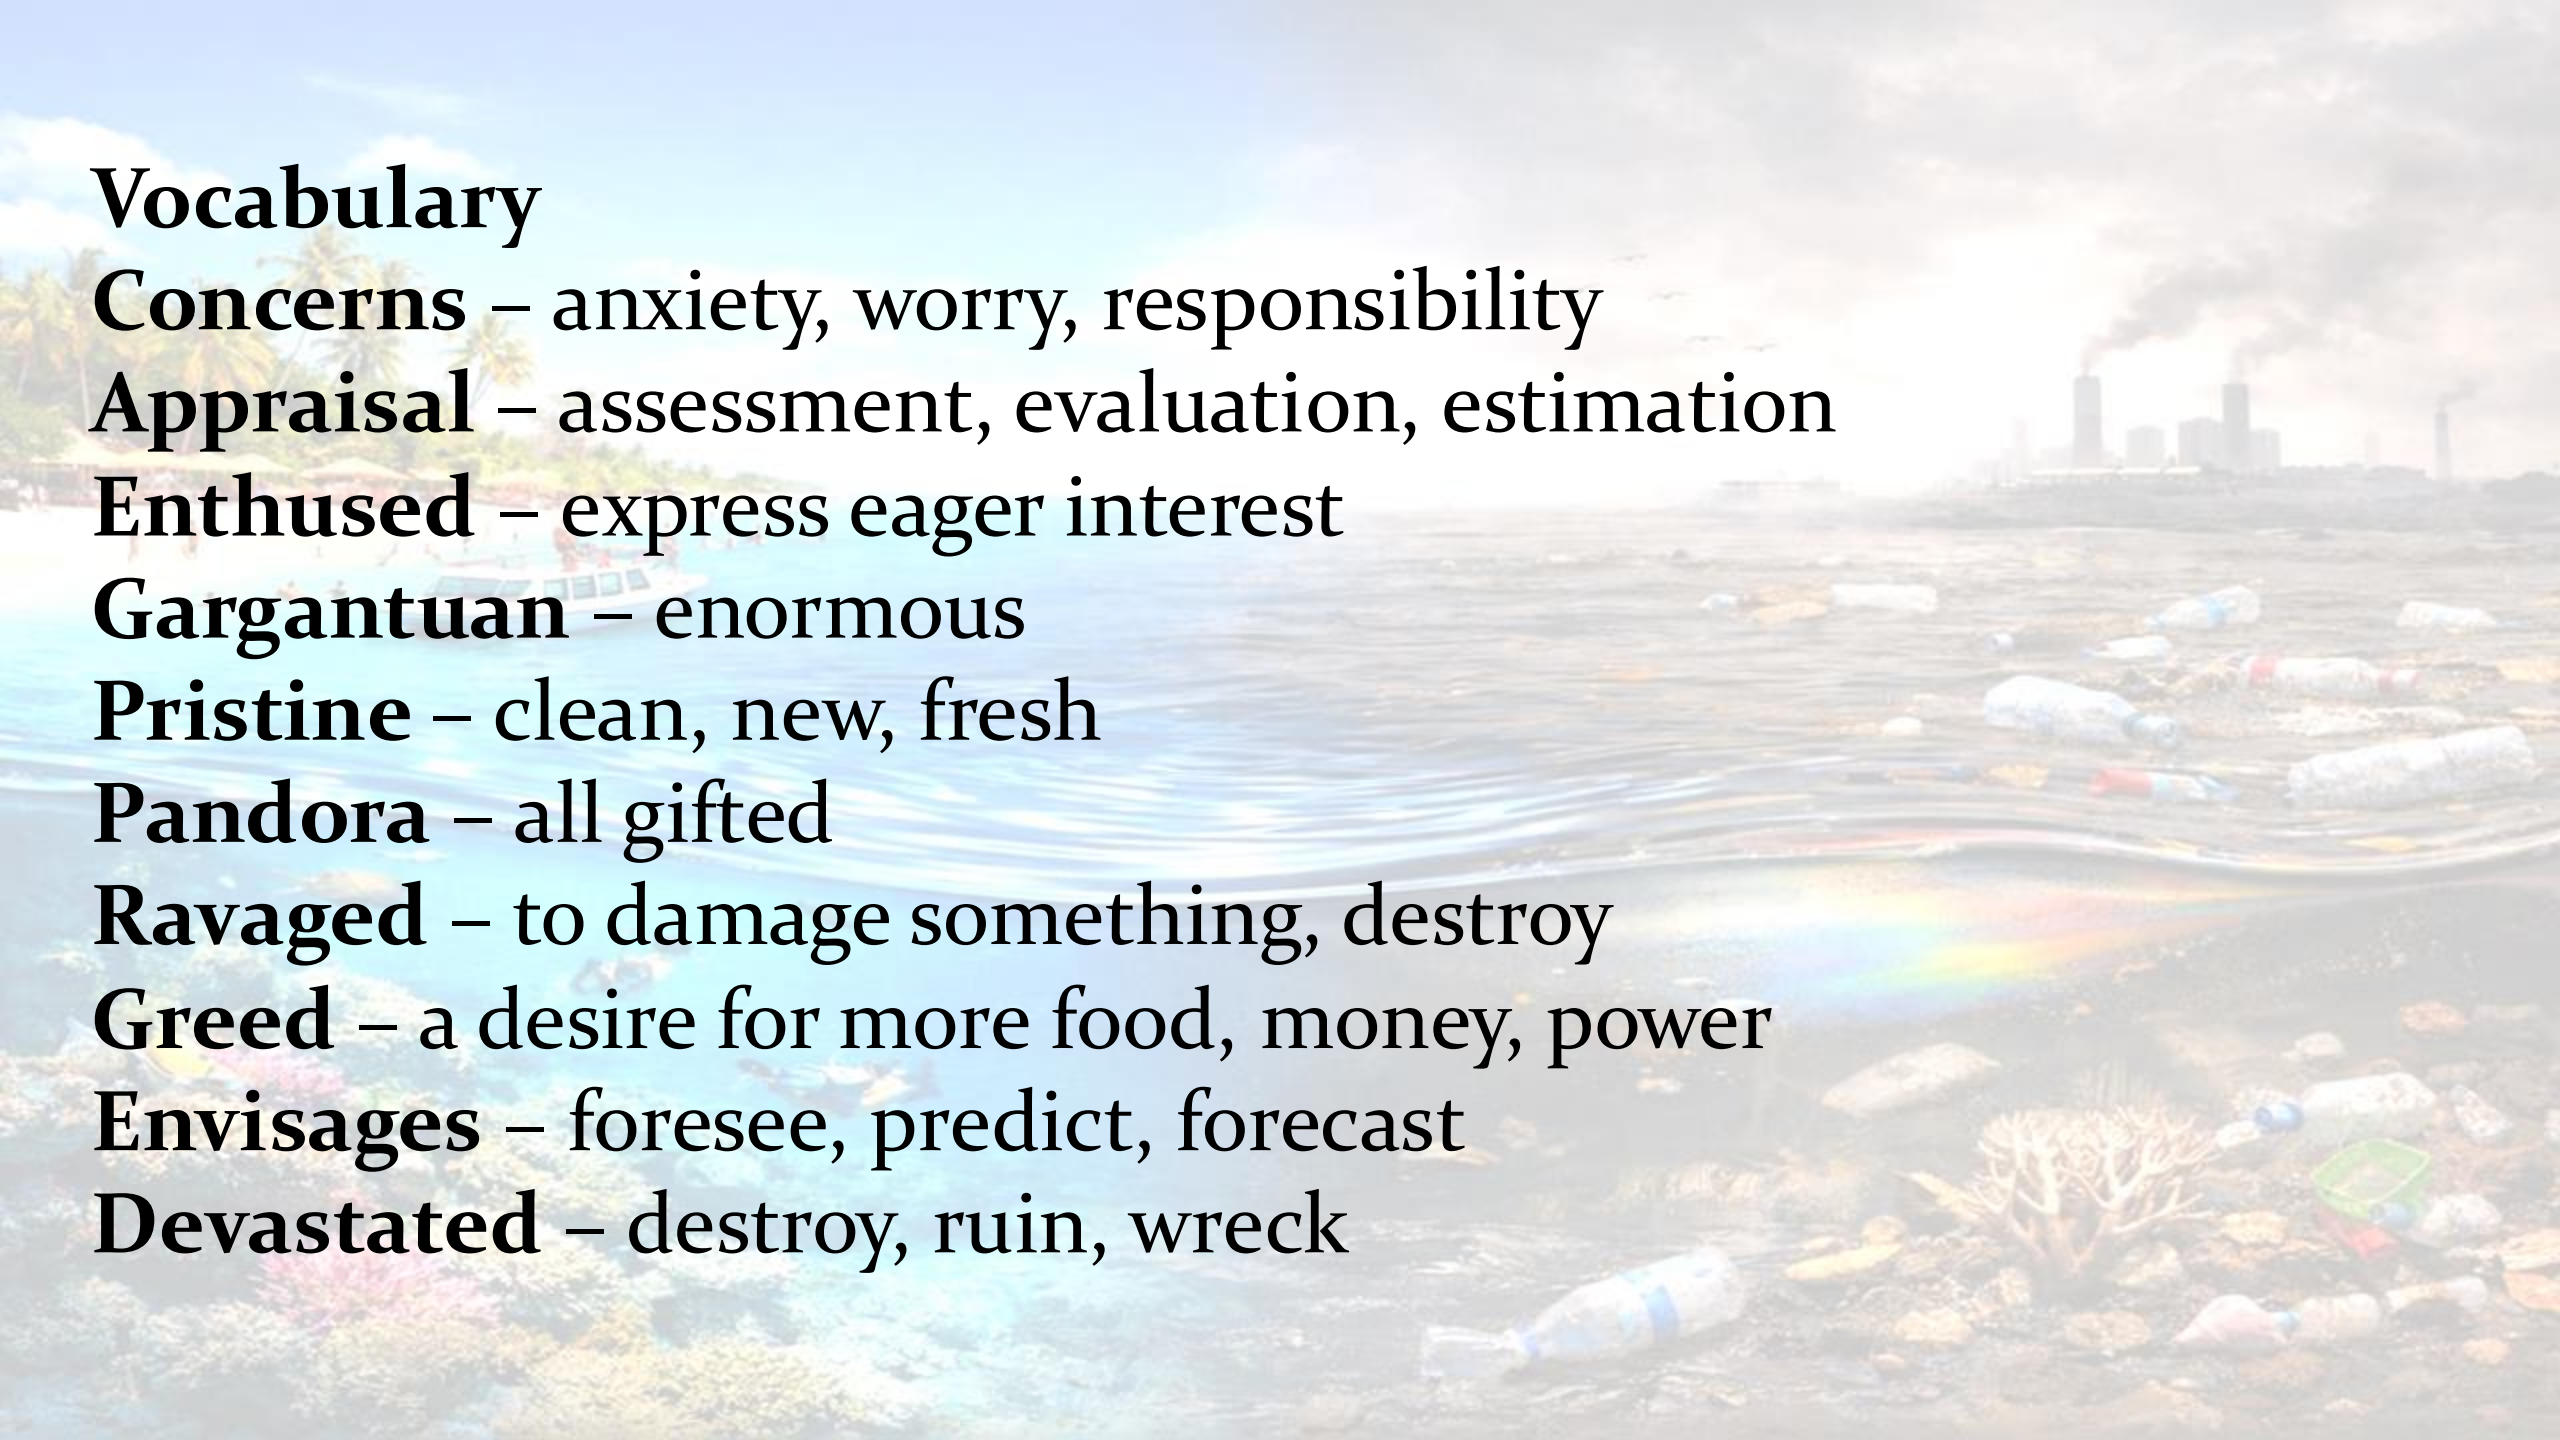 Vocabulary
Concerns – anxiety, worry, responsibility
Appraisal – assessment, evaluation, estimation
Enthused – express eager interest
Gargantuan – enormous
Pristine – clean, new, fresh
Pandora – all gifted
Ravaged – to damage something, destroy
Greed – a desire for more food, money, power
Envisages – foresee, predict, forecast
Devastated – destroy, ruin, wreck